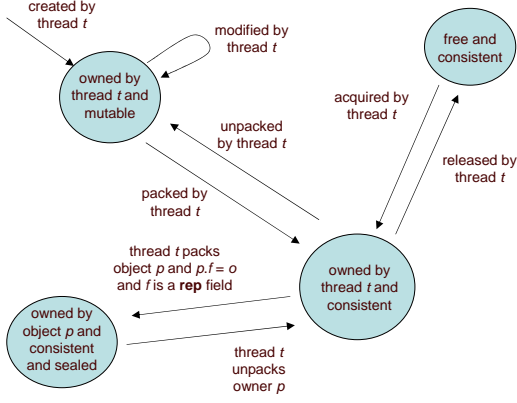 created by
thread t
modified by
thread t
owned by
thread t and
mutable
free and
consistent
acquired by
thread t
unpacked
by thread t
released by
thread t
packed by
thread t
thread t packs
object p and p.f = o
and f is a rep field
owned by
thread t and
consistent
owned by
object p and
consistent
and sealed
thread t
unpacks
owner p